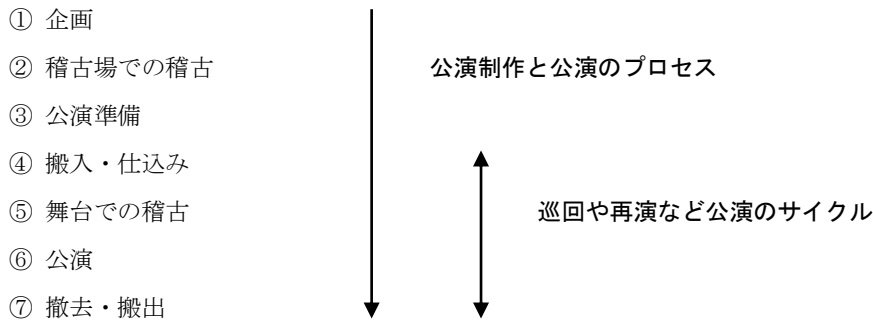 ① 企画
② 稽古場での稽古
公演制作と公演のプロセス
③ 公演準備
④ 搬入・仕込み
⑤ 舞台での稽古
巡回や再演など公演のサイクル
⑥ 公演
⑦ 撤去・搬出